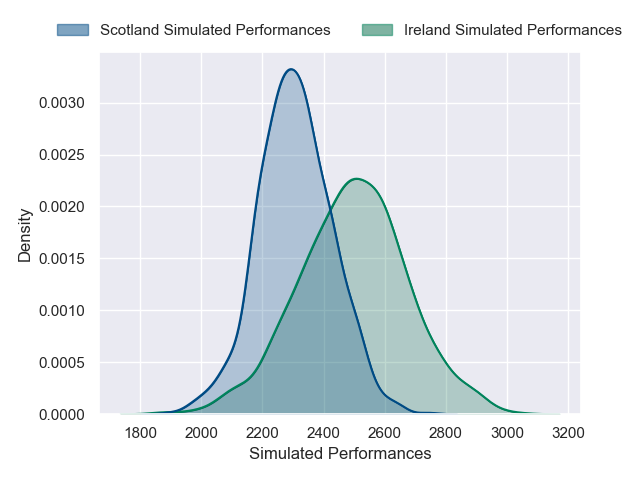 Scotland Simulated Performances
Ireland Simulated Performances
0.0030
0.0025
0.0020
0.0015
0.0010
0.0005
0.0000
Density
1800 2000 2200 2400 2600 2800 3000 3200
Simulated Performances